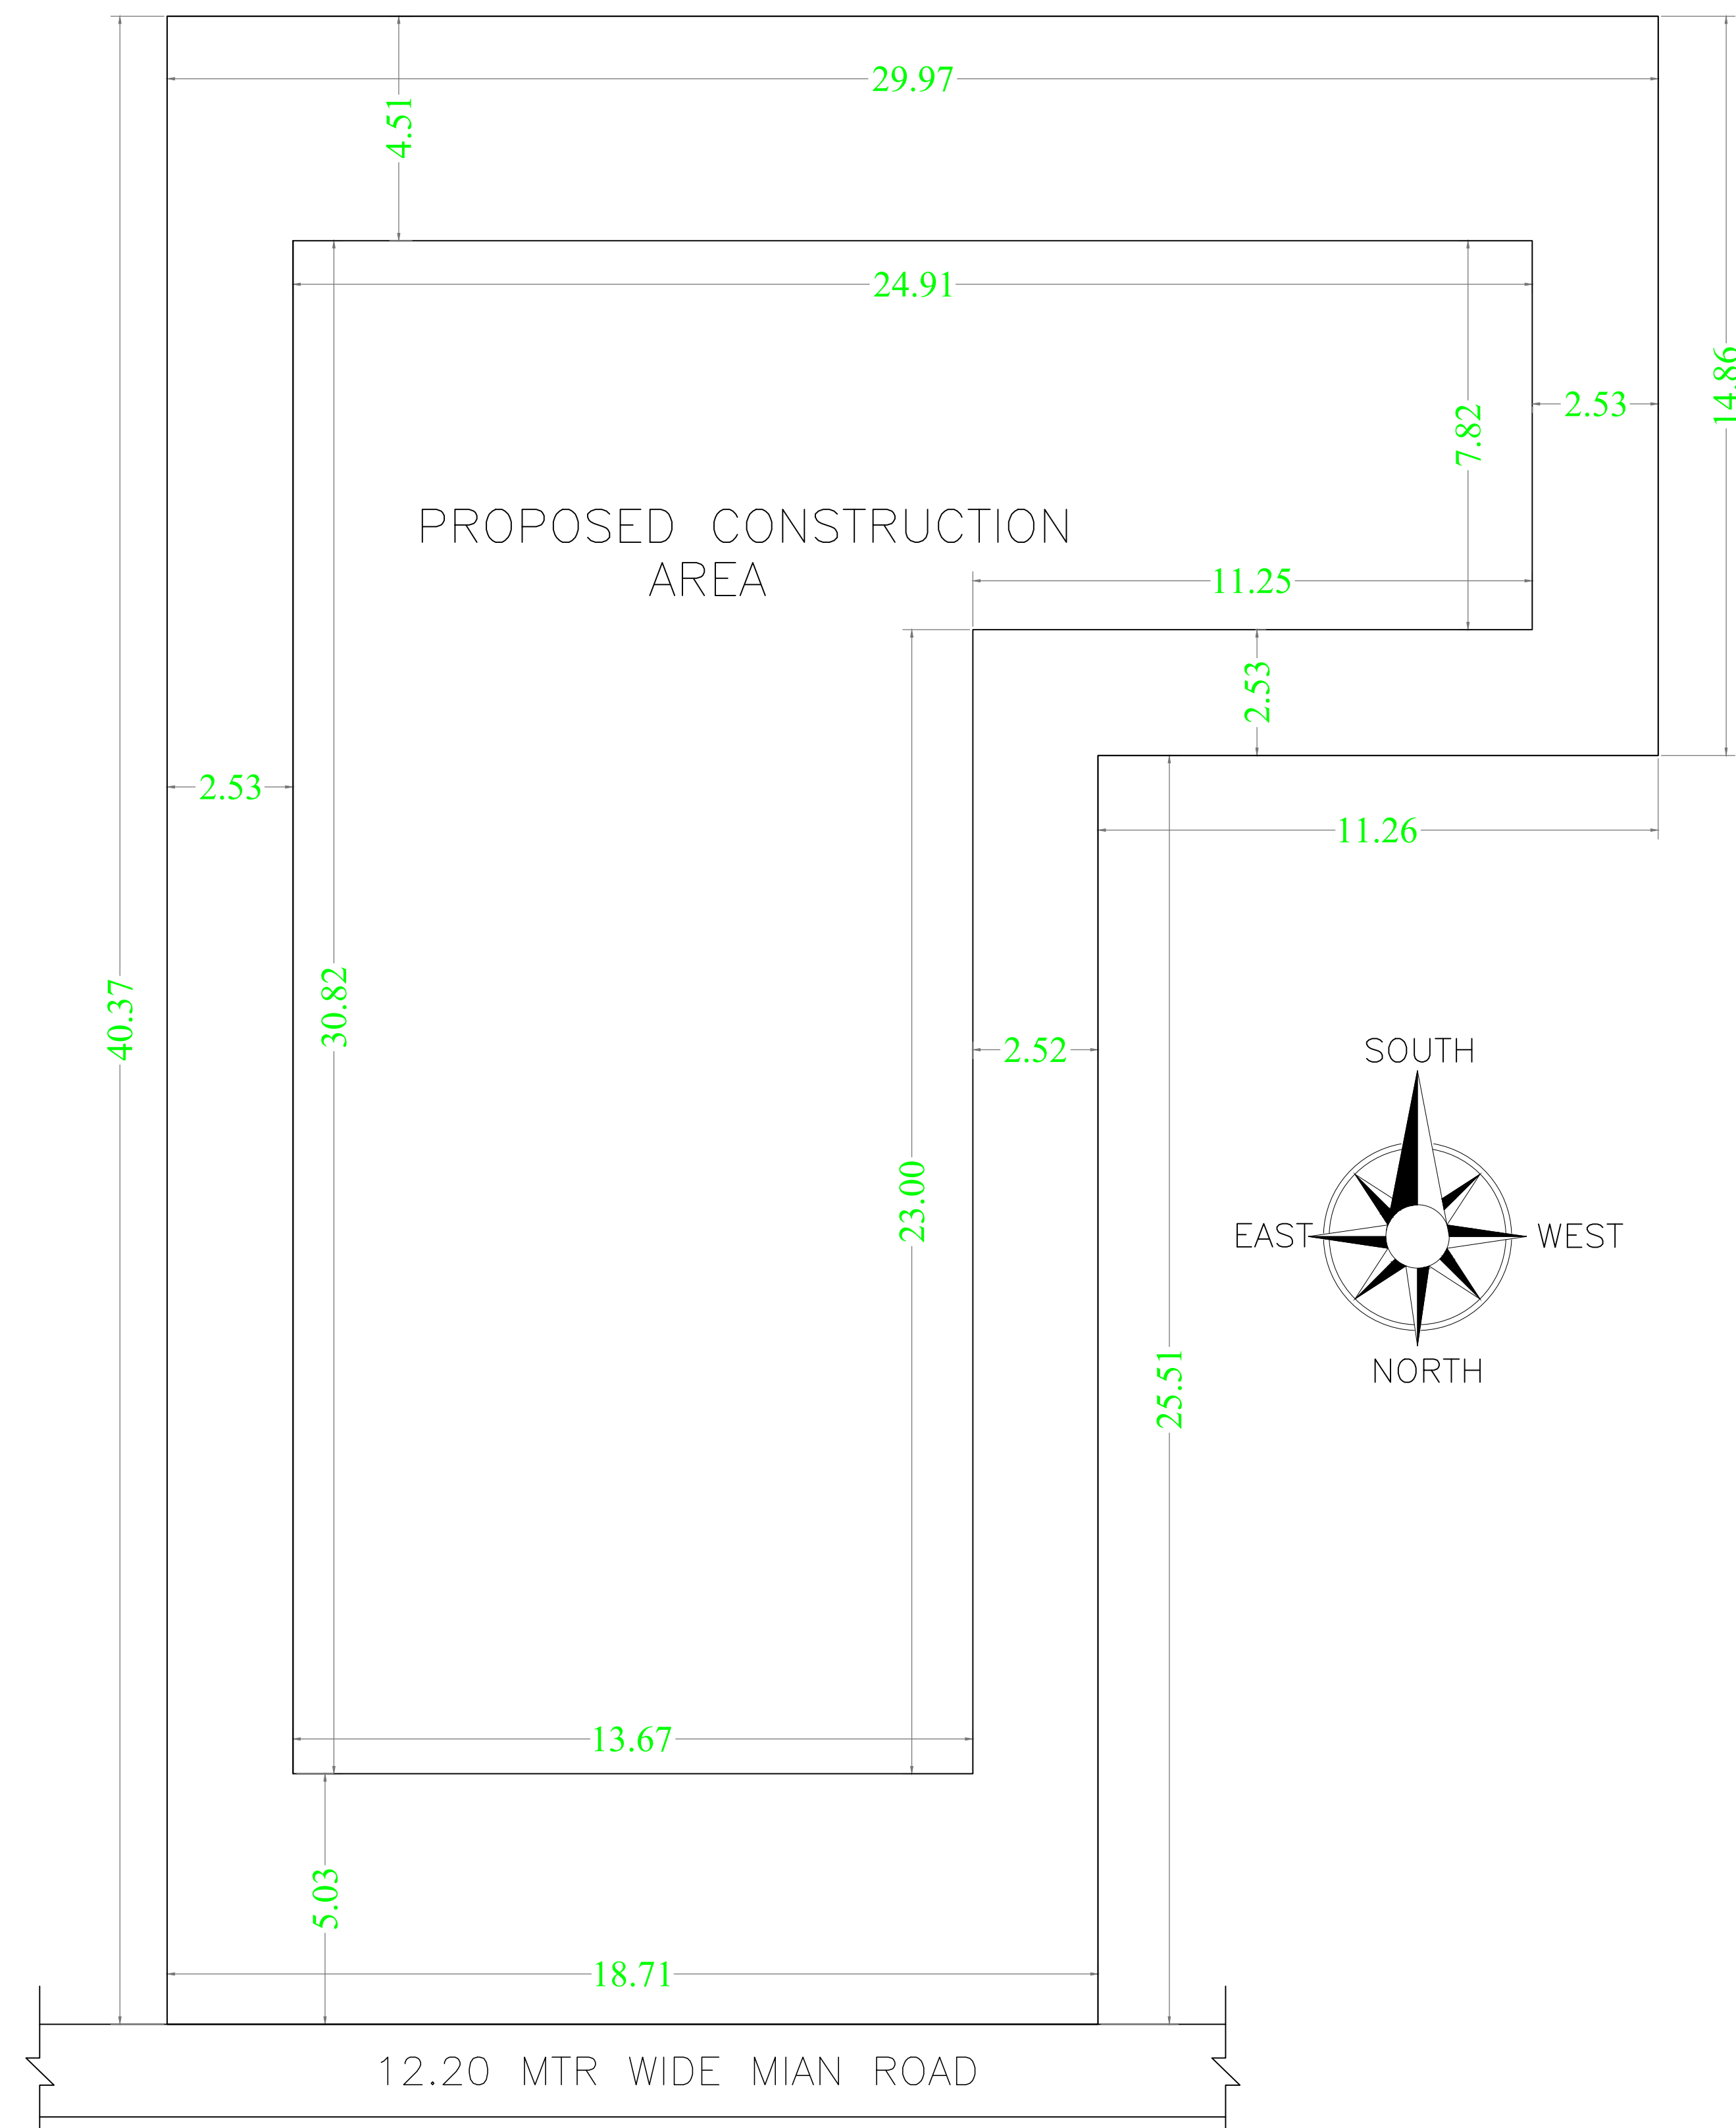 29.97
4.51
24.91
14.86
2.53
7.82
PROPOSED CONSTRUCTION
AREA
11.25
2.53
2.53
11.26
40.37
30.82
2.52
SOUTH
23.00
EAST
WEST
NORTH
25.51
13.67
5.03
18.71
12.20 MTR WIDE MIAN ROAD